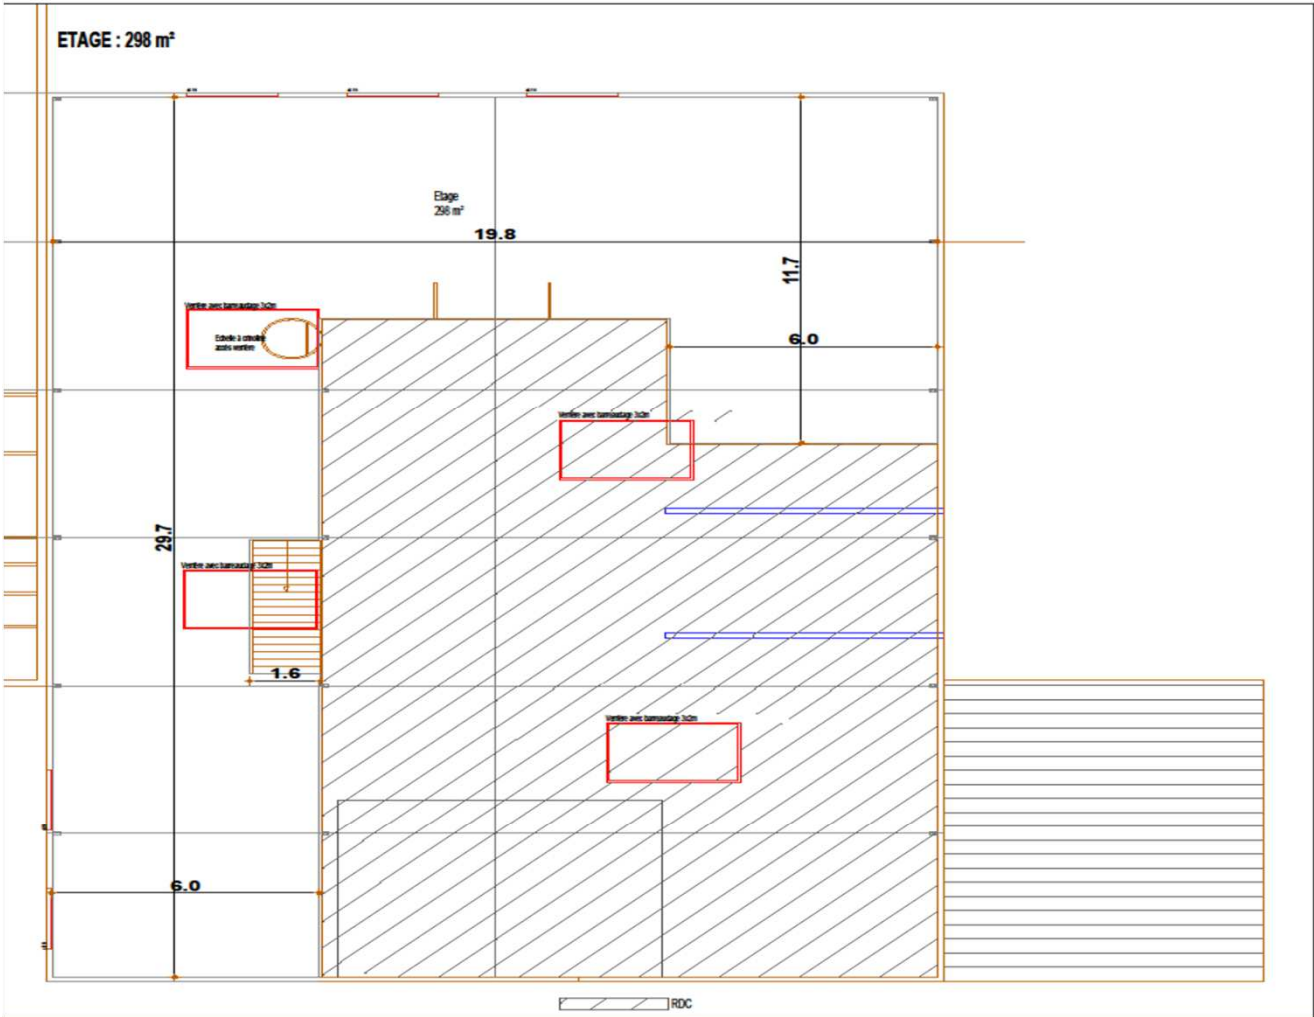 ETAGE : 298 m²
Etage
298 m²
19.8
11.7
6.0
Verrière avec barreaudage 3x2m
Echelle à crinoline
accès verrière
Verrière avec barreaudage 3x2m
29.7
Verrière avec barreaudage 3x2m
1.6
Verrière avec barreaudage 3x2m
6.0
RDC